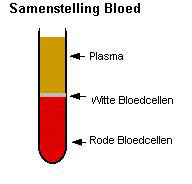 Samenstelling Bloed
Plasma
Witte Bloedcellen
Rode Bloedcellen